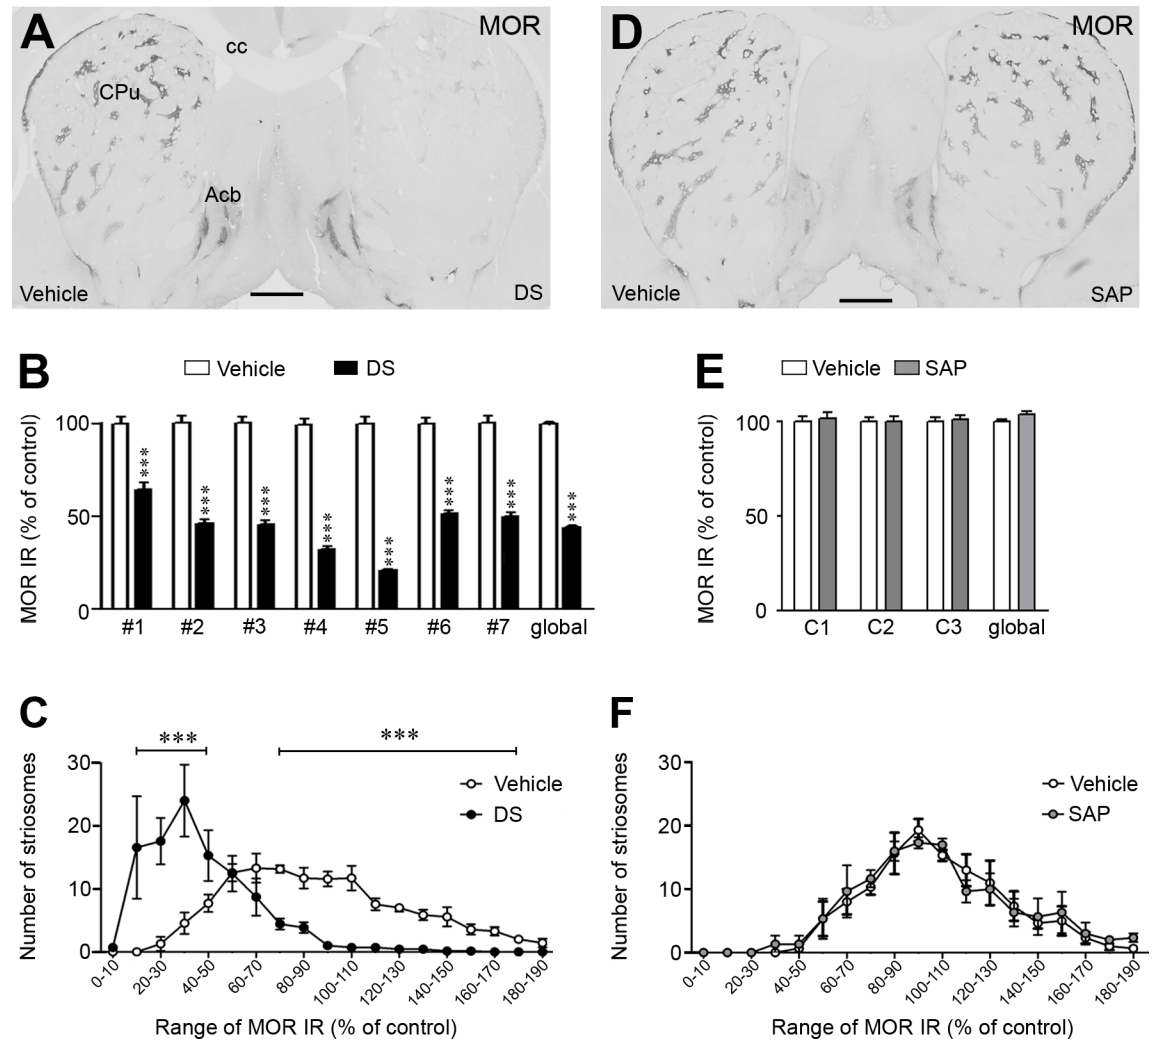 A
MOR
cc
CPu
Acb
Vehicle
DS
D
MOR
Vehicle
SAP
B
Vehicle
DS
MOR IR (% of control)
100
50
0
***
***
***
***
***
***
***
***
#1
#2
#3
#4
#5
#6
#7
global
E
Vehicle
SAP
MOR IR (% of control)
100
50
0
C1
C2
C3
global
C
***
***
Vehicle
DS
Number of striosomes
30
20
10
0
0-10
20-30
40-50
60-70
80-90
100-110
120-130
140-150
160-170
180-190
Range of MOR IR (% of control)
F
Vehicle
SAP
Number of striosomes
30
20
10
0
0-10
20-30
40-50
60-70
80-90
100-110
120-130
140-150
160-170
180-190
Range of MOR IR (% of control)